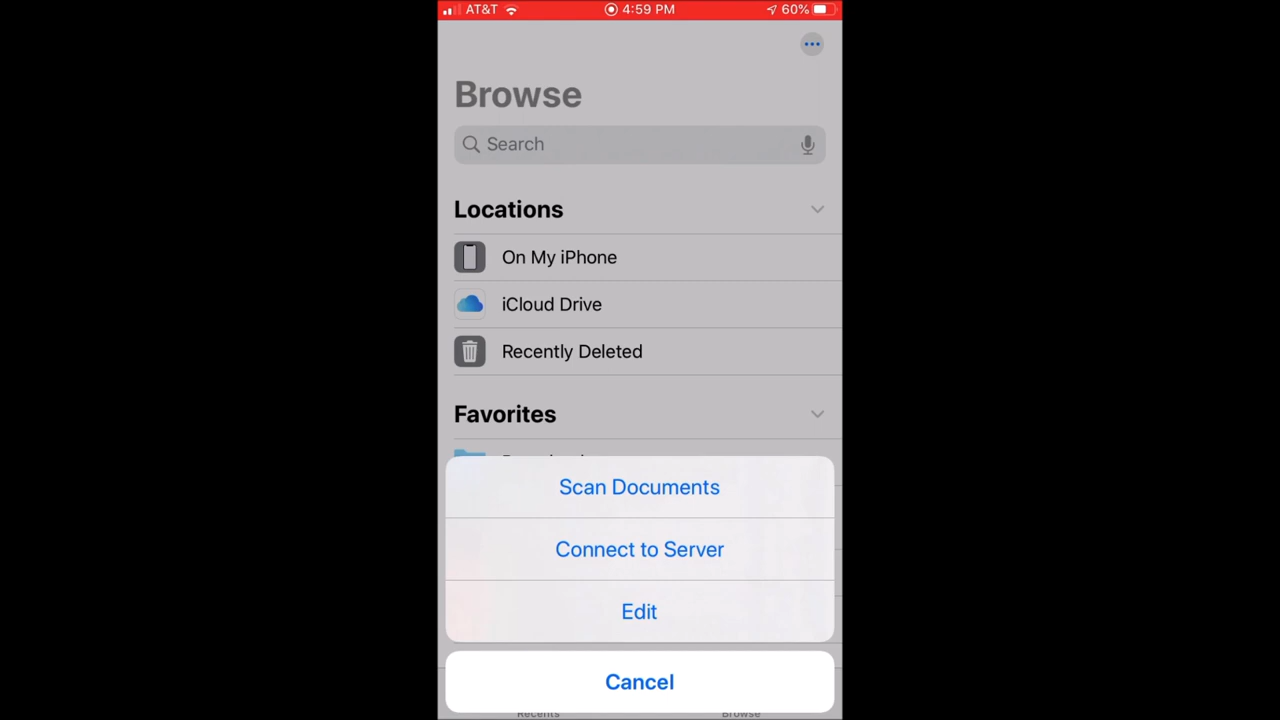 AT&T 4:59 PM 60%
Browse
Search
Locations
On My iPhone
iCloud Drive
Recently Deleted
Favorites
Scan Documents
Connect to Server
Edit
Cancel
Recents Browse